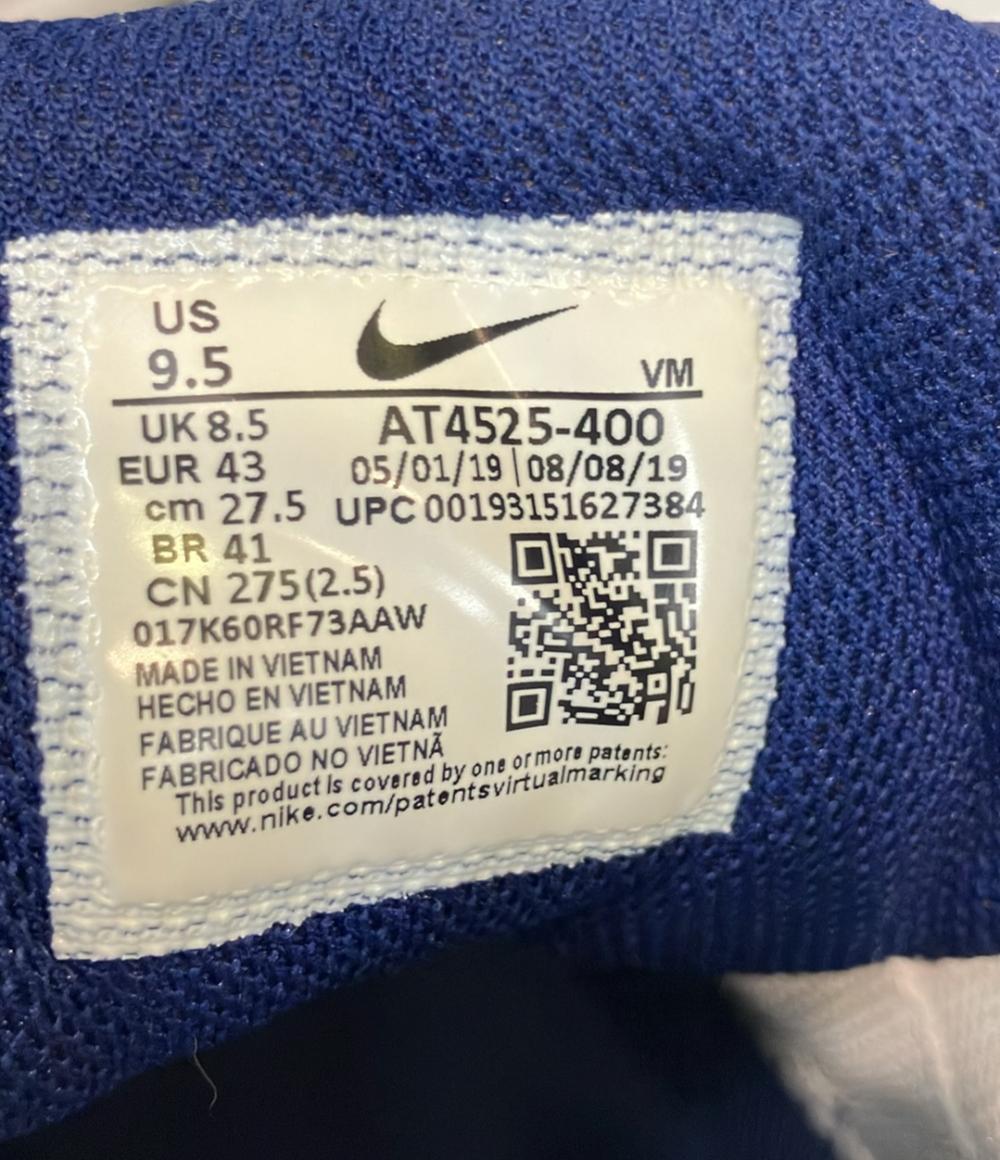 US
9.5
VM
UK 8.5
AT4525-400
EUR 43
05/01/19 | 08/08/19
cm 27.5
UPC 00193151627384
BR 41
CN 275(2.5)
017K60RF73AAW
MADE IN VIETNAM
HECHO EN VIETNAM
FABRIQUE AU VIETNAM
FABRICADO NO VIETNÃ
This product is covered by one or more patents:
www.nike.com/patentsvirtualmarking